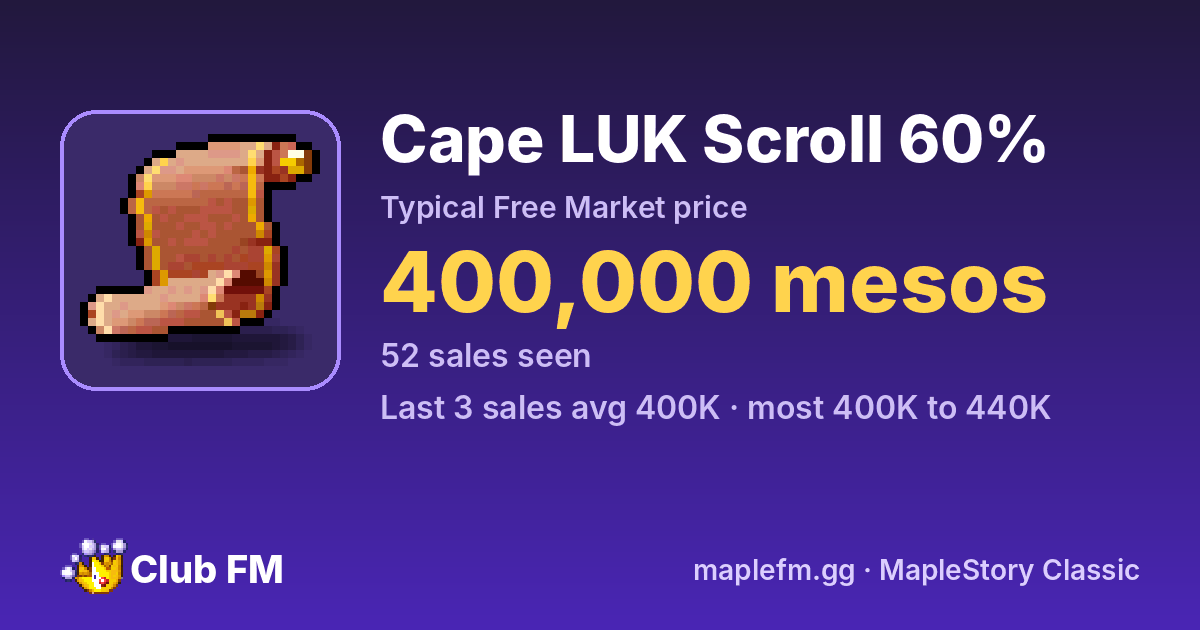 Cape LUK Scroll 60%
Typical Free Market price
400,000 mesos
52 sales seen
Last 3 sales avg 400K · most 400K to 440K
Club FM
maplefm.gg · MapleStory Classic